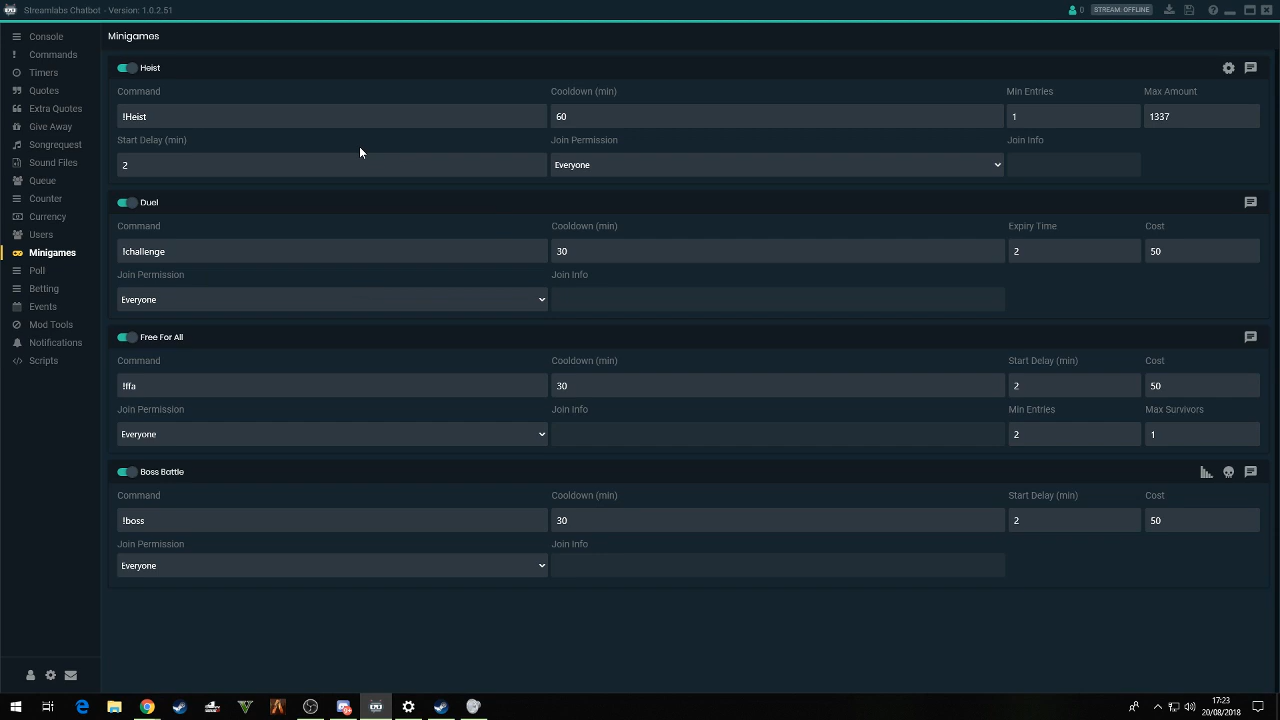 Streamlabs Chatbot - Version: 1.0.2.51
0
STREAM: OFFLINE
Console
Commands
Timers
Quotes
Extra Quotes
Give Away
Songrequest
Sound Files
Queue
Counter
Currency
Users
Minigames
Poll
Betting
Events
Mod Tools
Notifications
Scripts
Minigames
Heist
Command Cooldown (min) Min Entries Max Amount
!Heist 60 1 1337
Start Delay (min) Join Permission Join Info
2 Everyone
Duel
Command Cooldown (min) Expiry Time Cost
!challenge 30 2 50
Join Permission Join Info
Everyone
Free For All
Command Cooldown (min) Start Delay (min) Cost
!ffa 30 2 50
Join Permission Join Info Min Entries Max Survivors
Everyone 2 1
Boss Battle
Command Cooldown (min) Start Delay (min) Cost
!boss 30 2 50
Join Permission Join Info
Everyone
17:23
20/08/2018